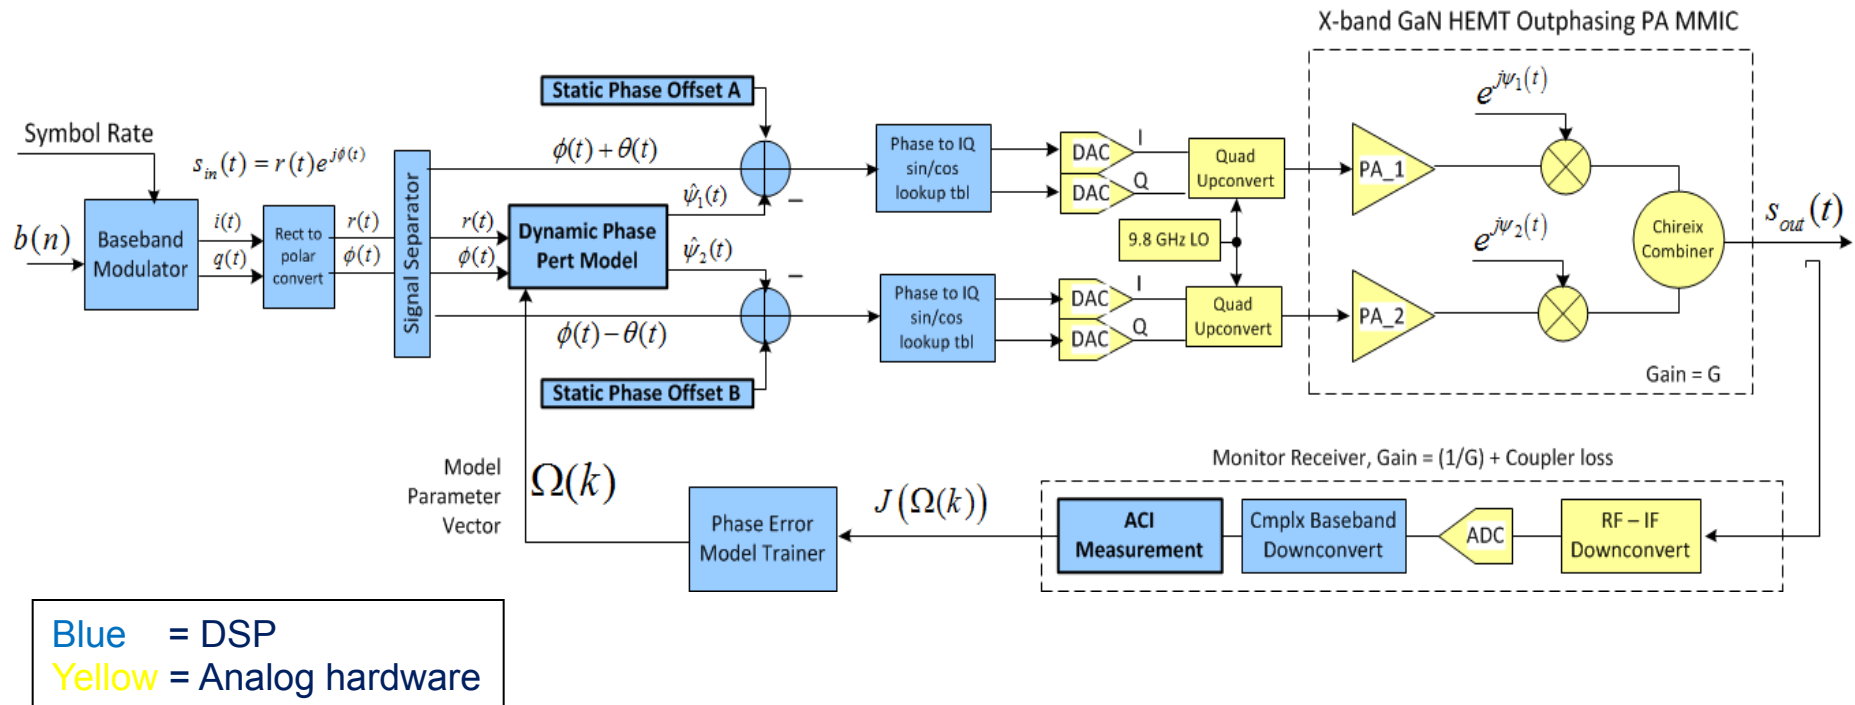 X-band GaN HEMT Outphasing PA MMIC
Static Phase Offset A
e^{jψ₁(t)}
Symbol Rate
s_{in}(t) = r(t)e^{jϕ(t)}
ϕ(t)+θ(t)
Phase to IQ
sin/cos
lookup tbl
DAC
I
DAC
Q
Quad
Upconvert
PA_1
ψ̂₁(t)
−
b(n)
Baseband
Modulator
i(t)
q(t)
Rect to
polar
convert
r(t)
ϕ(t)
Signal Separator
r(t)
ϕ(t)
Dynamic Phase
Pert Model
ψ̂₂(t)
−
9.8 GHz LO
e^{jψ₂(t)}
Chireix
Combiner
s_{out}(t)
ϕ(t)−θ(t)
Phase to IQ
sin/cos
lookup tbl
DAC
I
DAC
Q
Quad
Upconvert
PA_2
Gain = G
Static Phase Offset B
Model
Parameter
Vector
Ω(k)
Phase Error
Model Trainer
J(Ω(k))
Monitor Receiver, Gain = (1/G) + Coupler loss
ACI
Measurement
Cmplx Baseband
Downconvert
ADC
RF – IF
Downconvert
Blue = DSP
Yellow = Analog hardware